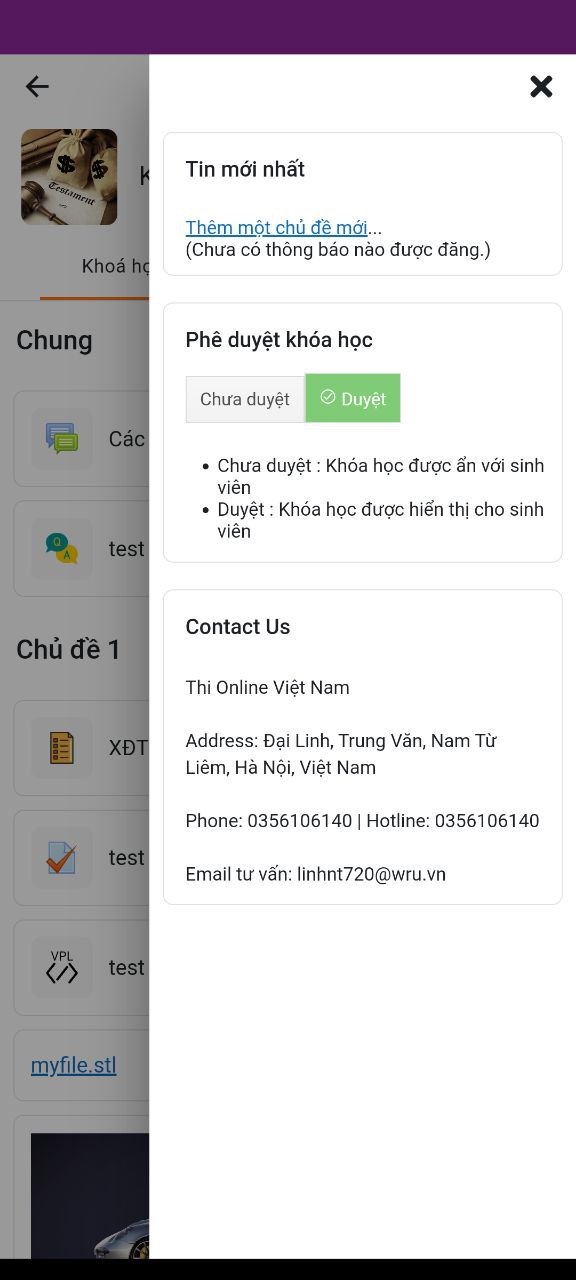 Testament
K
Khoá họ
Chung
Các
Q
A
test
Chủ đề 1
XĐT
test
VPL
test
myfile.stl
Tin mới nhất
Thêm một chủ đề mới...
(Chưa có thông báo nào được đăng.)
Phê duyệt khóa học
Chưa duyệt
Duyệt
Chưa duyệt : Khóa học được ẩn với sinh
viên
Duyệt : Khóa học được hiển thị cho sinh
viên
Contact Us
Thi Online Việt Nam
Address: Đại Linh, Trung Văn, Nam Từ
Liêm, Hà Nội, Việt Nam
Phone: 0356106140 | Hotline: 0356106140
Email tư vấn: linhnt720@wru.vn